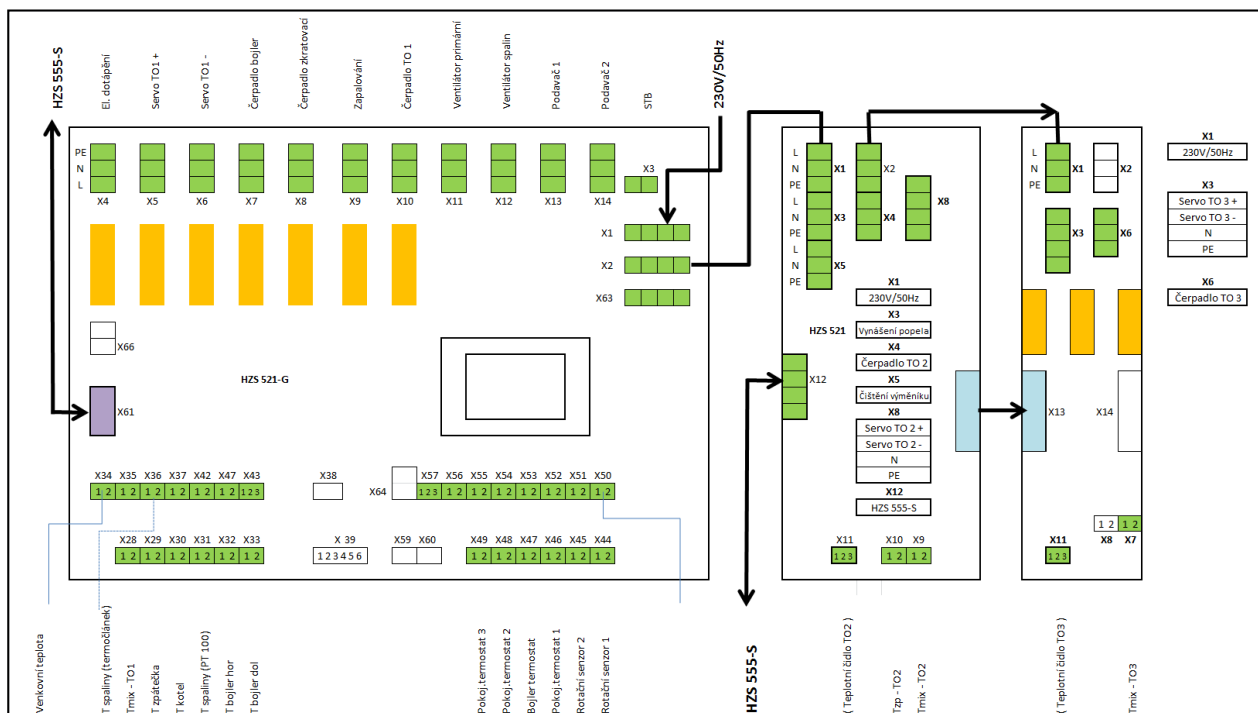 HZS 555-S
El. dotápění
Servo TO1 +
Servo TO1 -
Čerpadlo bojler
Čerpadlo zkratovací
Zapalování
Čerpadlo TO 1
Ventilátor primární
Ventilátor spalin
Podavač 1
Podavač 2
STB
230V/50Hz
PE
N
L
X4
X5
X6
X7
X8
X9
X10
X11
X12
X13
X14
X3
X1
X2
X63
X66
X61
HZS 521-G
X34 X35 X36 X37 X42 X47 X43
1 2 1 2 1 2 1 2 1 2 1 2 1 2 3
X38
X64
X57 X56 X55 X54 X53 X52 X51 X50
1 2 3 1 2 1 2 1 2 1 2 1 2 1 2 1 2
X28 X29 X30 X31 X32 X33
1 2 1 2 1 2 1 2 1 2 1 2
X 39
1 2 3 4 5 6
X59 X60
X49 X48 X47 X46 X45 X44
1 2 1 2 1 2 1 2 1 2 1 2
Venkovní teplota
T spaliny (termočlánek)
Tmix - TO1
T zpátečka
T kotel
T spaliny (PT 100)
T bojler hor
T bojler dol
Pokoj.termostat 3
Pokoj.termostat 2
Bojler termostat
Pokoj.termostat 1
Rotační senzor 2
Rotační senzor 1
L
N
PE
L
N
PE
L
N
PE
X1
X3
X5
X2
X4
X8
HZS 521
X1
230V/50Hz
X3
Vynášení popela
X4
Čerpadlo TO 2
X5
Čištění výměníku
X8
Servo TO 2 +
Servo TO 2 -
N
PE
X12
HZS 555-S
X12
X11
1 2 3
X10 X9
1 2 1 2
HZS 555-S
( Teplotní čidlo TO2 )
Tzp - TO2
Tmix - TO2
L
N
PE
X1
X2
X3
X6
X13
X14
1 2 1 2
X8 X7
X11
1 2 3
( Teplotní čidlo TO3 )
Tmix - TO3
X1
230V/50Hz
X3
Servo TO 3 +
Servo TO 3 -
N
PE
X6
Čerpadlo TO 3